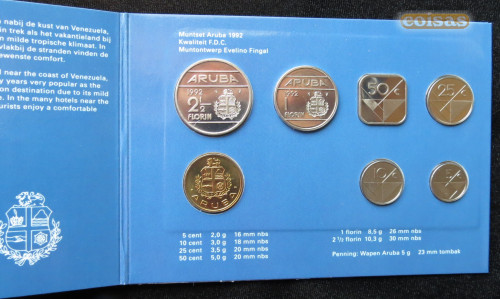 nabij de kust van Venezuela,
in trek als het vakantieland bij
milde tropische klimaat. In
vlakbij de stranden vinden de
gewenste comfort.
near the coast of Venezuela,
years very popular as the
on destination due to its mild
tropical climate. In the many hotels near the
tourists enjoy a comfortable
Muntset Aruba 1992
Kwaliteit F.D.C.
Muntontwerp Evelino Fingal
coisas
ARUBA
1992
2½
FLORIN
ARUBA
1992
1
FLORIN
50 c
25 c
ARUBA
10 c
5 c
5 cent 2,0 g 16 mm nbs
10 cent 3,0 g 18 mm nbs
25 cent 3,5 g 20 mm nbs
50 cent 5,0 g 20 mm nbs
1 florin 8,5 g 26 mm nbs
2½ florin 10,3 g 30 mm nbs
Penning: Wapen Aruba 5 g 23 mm tombak